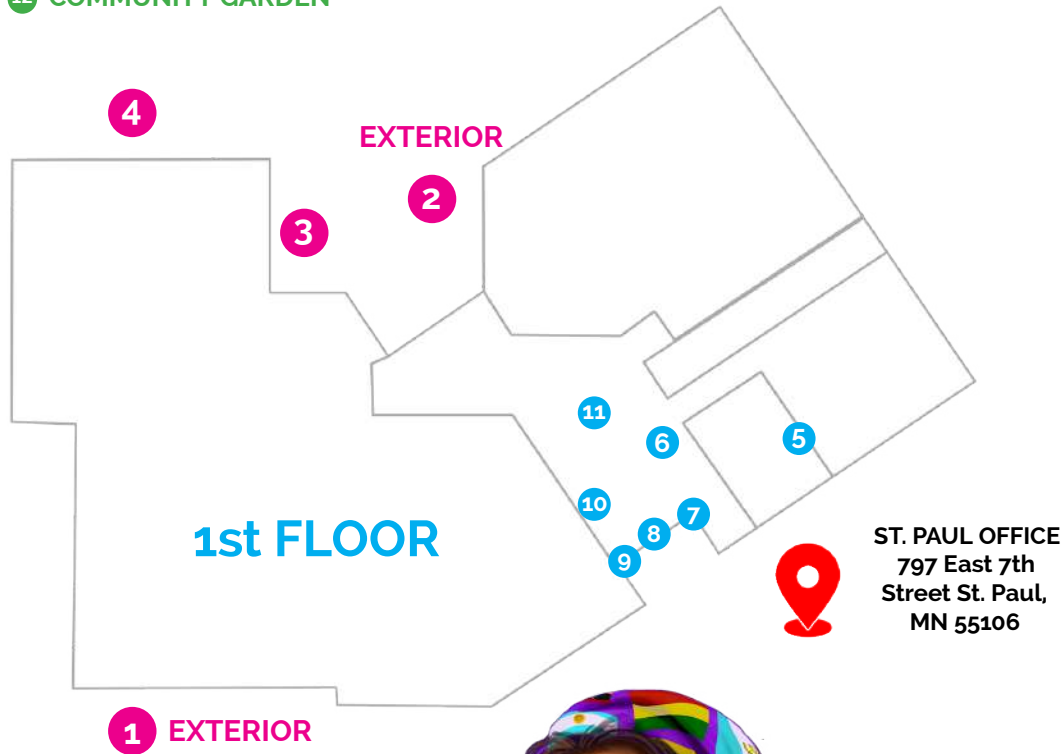 12 COMMUNITY GARDEN
4
EXTERIOR
2
3
11
6
5
10
7
8
9
1st FLOOR
ST. PAUL OFFICE
797 East 7th
Street St. Paul,
MN 55106
1 EXTERIOR